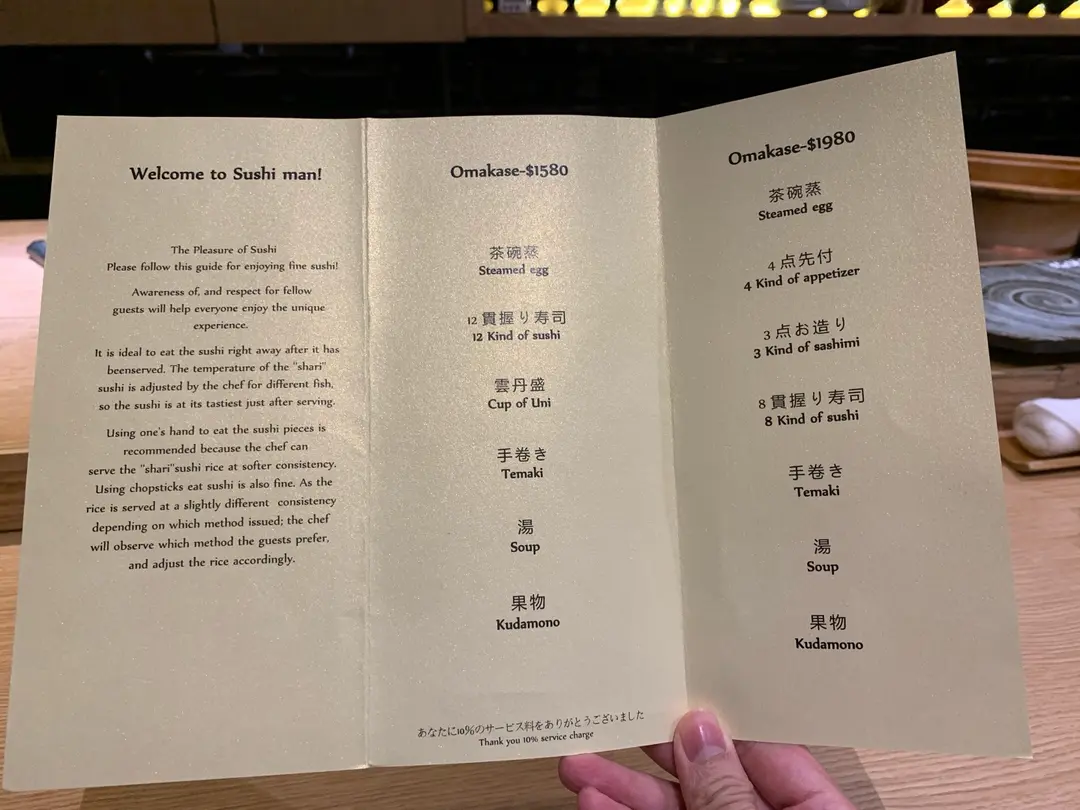 Welcome to Sushi man!
The Pleasure of Sushi
Please follow this guide for enjoying fine sushi!
Awareness of, and respect for fellow
guests will help everyone enjoy the unique
experience.
It is ideal to eat the sushi right away after it has
beenserved. The temperature of the "shari"
sushi is adjusted by the chef for different fish,
so the sushi is at its tastiest just after serving.
Using one's hand to eat the sushi pieces is
recommended because the chef can
serve the "shari"sushi rice at softer consistency.
Using chopsticks eat sushi is also fine. As the
rice is served at a slightly different consistency
depending on which method issued; the chef
will observe which method the guests prefer,
and adjust the rice accordingly.
Omakase-$1580
茶碗蒸
Steamed egg
12貫握り寿司
12 Kind of sushi
雲丹盛
Cup of Uni
手巻き
Temaki
湯
Soup
果物
Kudamono
あなたに10%のサービス料をありがとうございました
Thank you 10% service charge
Omakase-$1980
茶碗蒸
Steamed egg
4点先付
4 Kind of appetizer
3点お造り
3 Kind of sashimi
8貫握り寿司
8 Kind of sushi
手巻き
Temaki
湯
Soup
果物
Kudamono